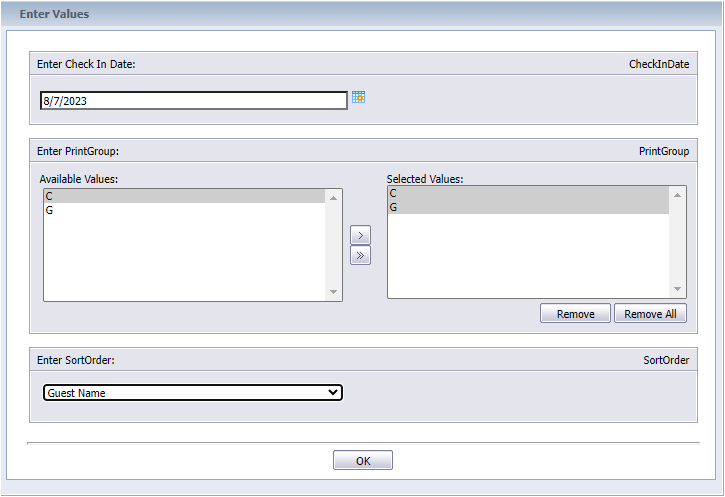 Enter Values
Enter Check In Date: CheckInDate
8/7/2023
Enter PrintGroup: PrintGroup
Available Values: Selected Values:
C C
G G
>
»
Remove Remove All
Enter SortOrder: SortOrder
Guest Name
OK